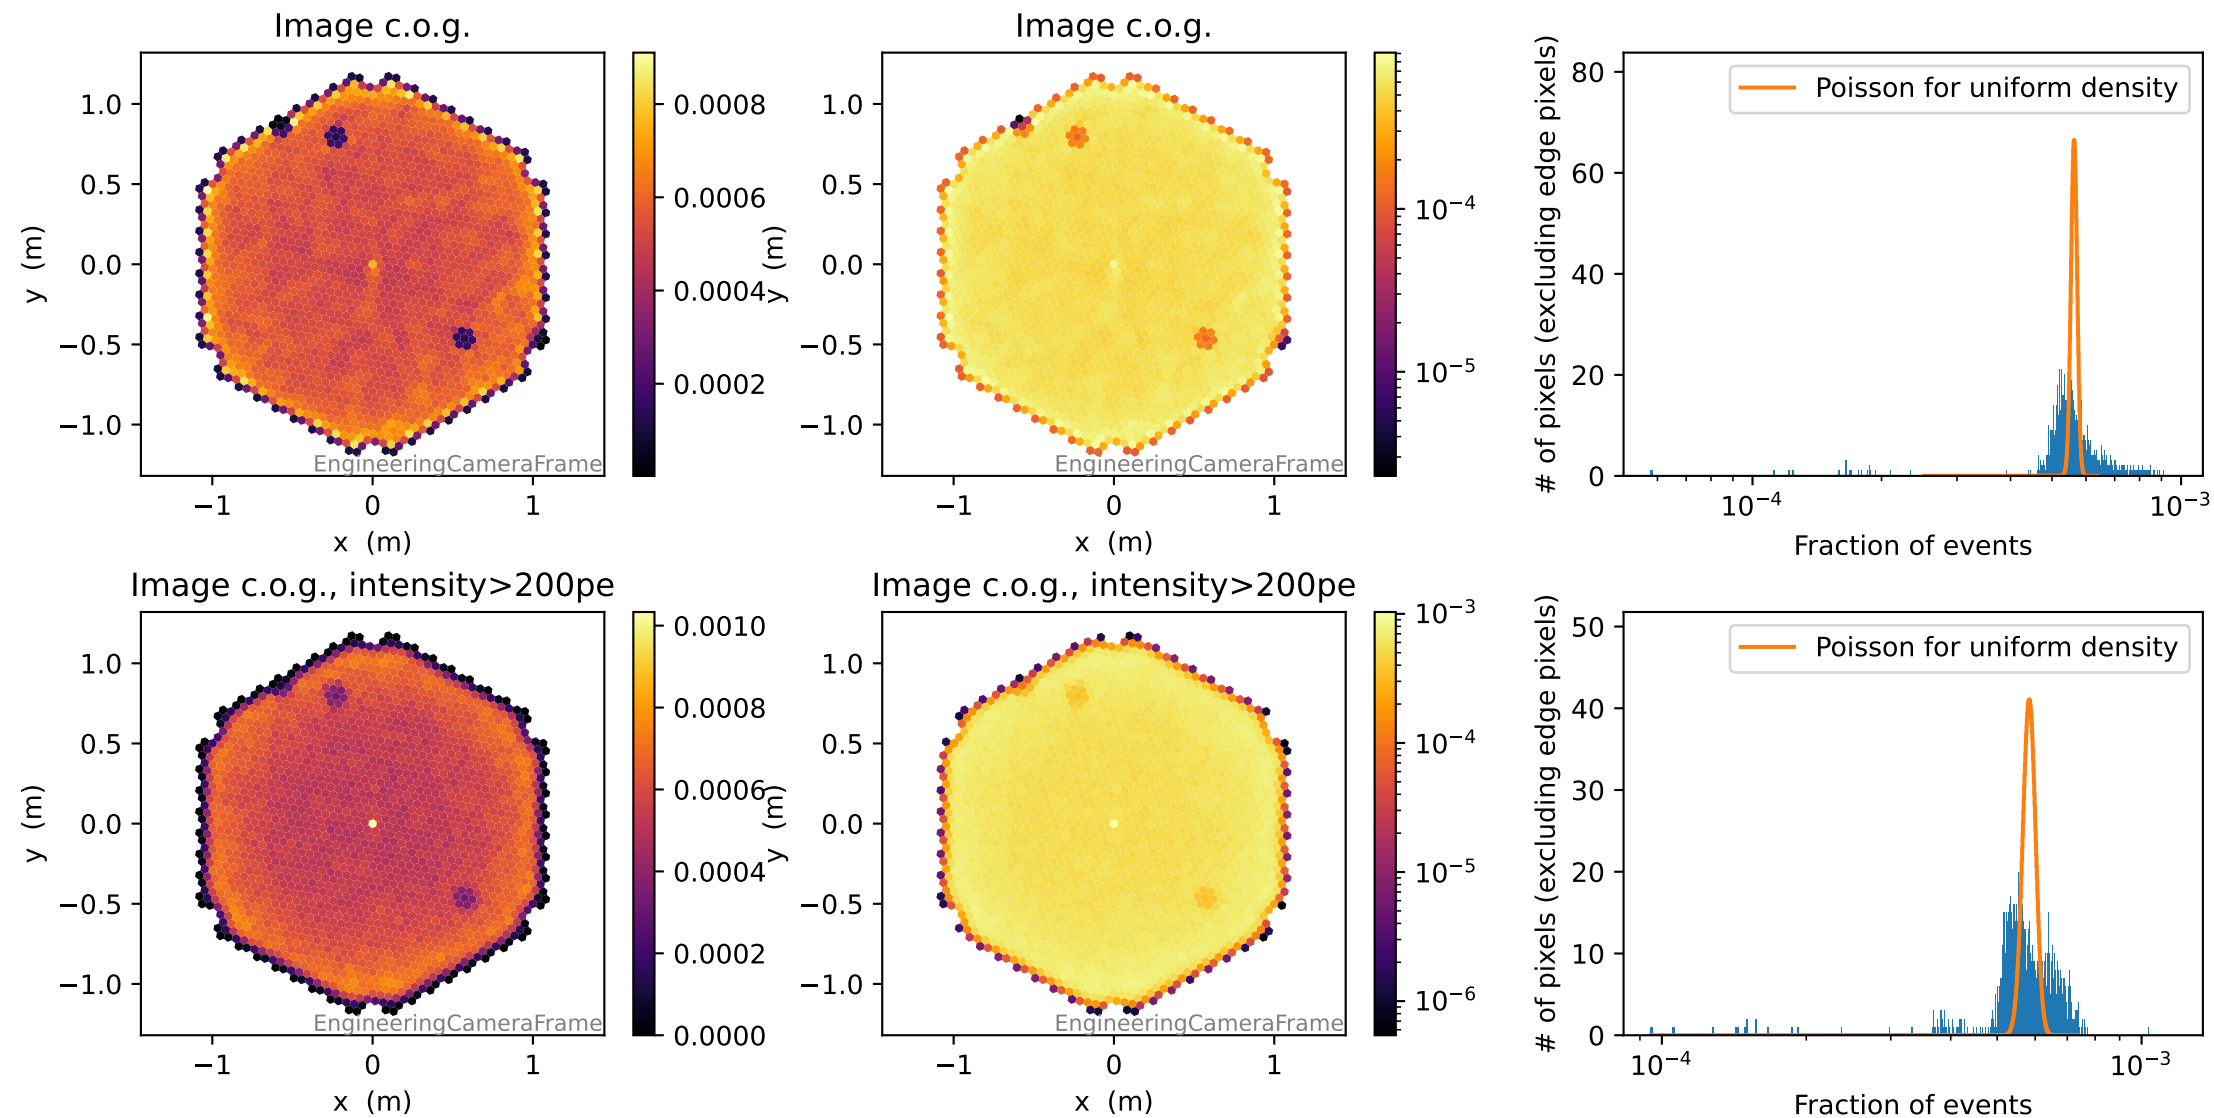 Image c.o.g.
y (m)
1.0
0.5
0.0
−0.5
−1.0
EngineeringCameraFrame
−1 0 1
x (m)
0.0008
0.0006
0.0004
0.0002
Image c.o.g.
y (m)
1.0
0.5
0.0
−0.5
−1.0
EngineeringCameraFrame
−1 0 1
x (m)
10⁻⁴
10⁻⁵
# of pixels (excluding edge pixels)
80
60
40
20
0
Poisson for uniform density
10⁻⁴ 10⁻³
Fraction of events
Image c.o.g., intensity>200pe
y (m)
1.0
0.5
0.0
−0.5
−1.0
EngineeringCameraFrame
−1 0 1
x (m)
0.0010
0.0008
0.0006
0.0004
0.0002
0.0000
Image c.o.g., intensity>200pe
y (m)
1.0
0.5
0.0
−0.5
−1.0
EngineeringCameraFrame
−1 0 1
x (m)
10⁻³
10⁻⁴
10⁻⁵
10⁻⁶
# of pixels (excluding edge pixels)
50
40
30
20
10
0
Poisson for uniform density
10⁻⁴ 10⁻³
Fraction of events